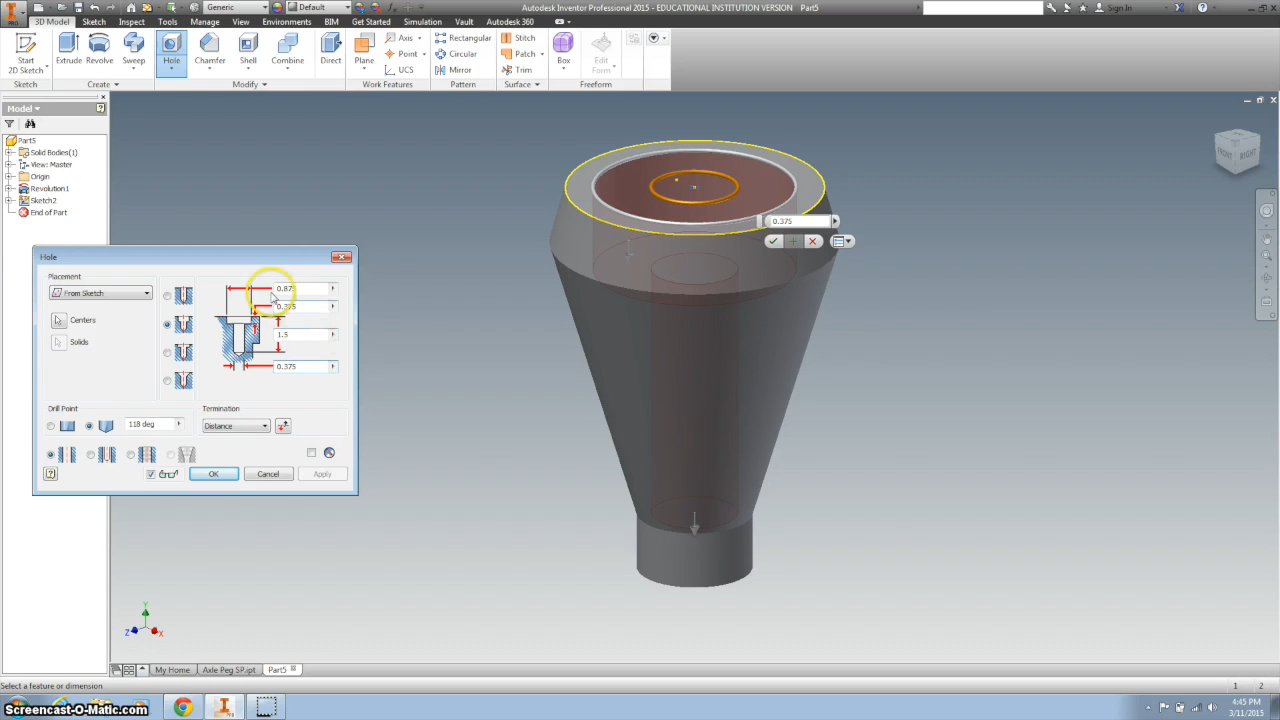 PRO
Generic
Default
Autodesk Inventor Professional 2015 - EDUCATIONAL INSTITUTION VERSION Part5
Sign In
3D Model Sketch Inspect Tools Manage View Environments BIM Get Started Simulation Vault Autodesk 360
Start
2D Sketch
Extrude Revolve Sweep Hole Chamfer Shell Combine Direct Plane
Axis
Point
UCS
Rectangular
Circular
Mirror
Stitch
Patch
Trim
Box
Edit
Form
Sketch Create Modify Work Features Pattern Surface Freeform
Model
Part5
Solid Bodies(1)
View: Master
Origin
Revolution1
Sketch2
End of Part
FRONT RIGHT
0.375
Hole
Placement
From Sketch
Centers
Solids
0.875
0.375
1.5
0.375
Drill Point
118 deg
Termination
Distance
OK Cancel Apply
Y
Z
X
My Home Axle Peg SP.ipt Part5
Select a feature or dimension
1 2
Screencast-O-Matic.com
4:45 PM
3/11/2015